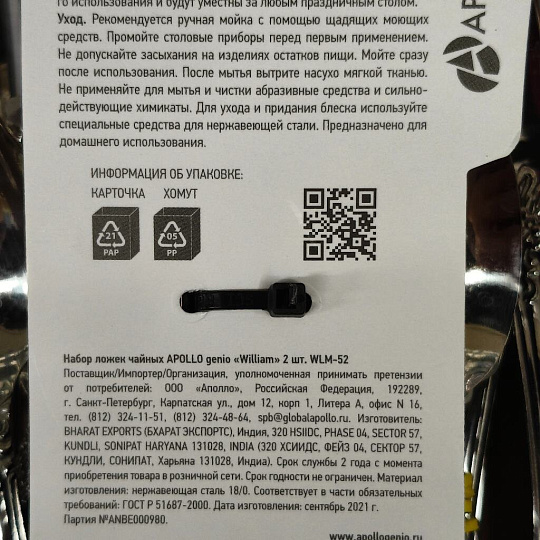 го использования и будут уместны за любым праздничным столом.
Уход. Рекомендуется ручная мойка с помощью щадящих моющих
средств. Промойте столовые приборы перед первым применением.
Не допускайте засыхания на изделиях остатков пищи. Мойте сразу
после использования. После мытья вытрите насухо мягкой тканью.
Не применяйте для мытья и чистки абразивные средства и сильно-
действующие химикаты. Для ухода и придания блеска используйте
специальные средства для нержавеющей стали. Предназначено для
домашнего использования.
ИНФОРМАЦИЯ ОБ УПАКОВКЕ:
КАРТОЧКА ХОМУТ
21 05
PAP PP
Набор ложек чайных APOLLO genio «William» 2 шт. WLM-52
Поставщик/Импортер/Организация, уполномоченная принимать претензии
от потребителей: ООО «Аполло», Российская Федерация, 192289,
г. Санкт-Петербург, Карпатская ул., дом 12, корп 1, Литера А, офис N 16,
тел. (812) 324-11-51, (812) 324-48-64, spb@globalapollo.ru. Изготовитель:
BHARAT EXPORTS (БХАРАТ ЭКСПОРТС), Индия, 320 HSIIDC, PHASE 04, SECTOR 57,
KUNDLI, SONIPAT HARYANA 131028, INDIA (320 ХСИИДС, ФЕЙЗ 04, СЕКТОР 57,
КУНДЛИ, СОНИПАТ, Харьяна 131028, Индия). Срок службы 2 года с момента
приобретения товара в розничной сети. Срок годности не ограничен. Материал
изготовления: нержавеющая сталь 18/0. Соответствует в части обязательных
требований: ГОСТ Р 51687-2000. Дата изготовления: сентябрь 2021 г.
Партия №ANBE000980.
www.apollogenio.ru